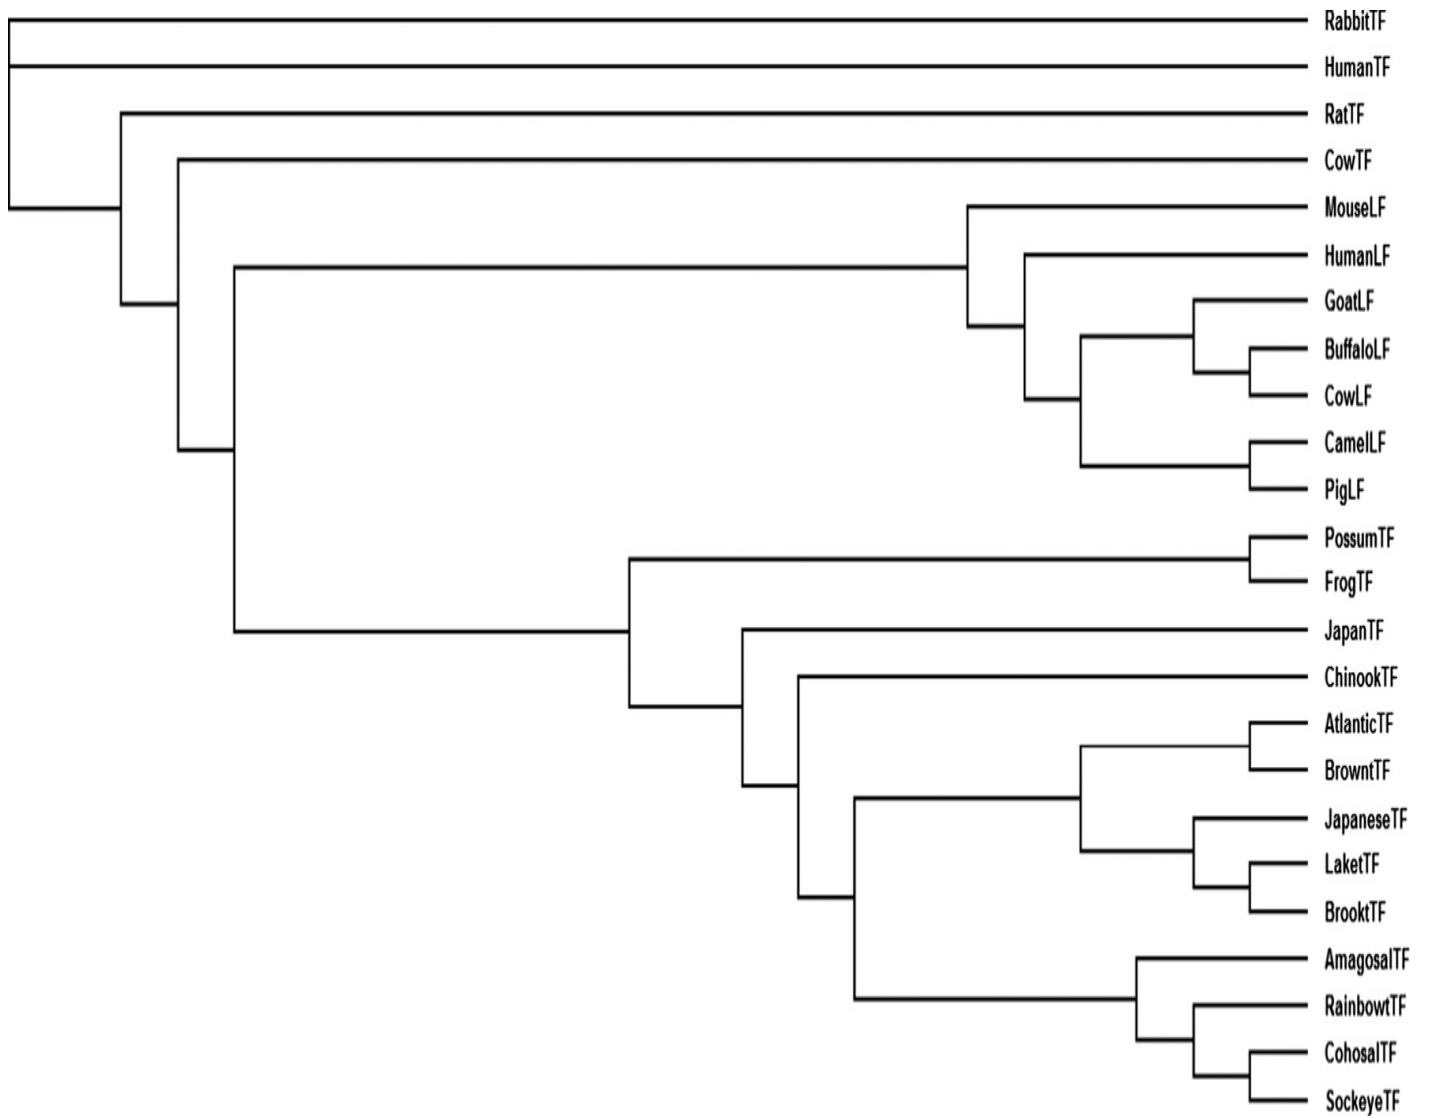 RabbitTF
HumanTF
RatTF
CowTF
MouseLF
HumanLF
GoatLF
BuffaloLF
CowLF
CamelLF
PigLF
PossumTF
FrogTF
JapanTF
ChinookTF
AtlanticTF
BrowntTF
JapaneseTF
LaketTF
BrooktTF
AmagosalTF
RainbowtTF
CohosalTF
SockeyeTF